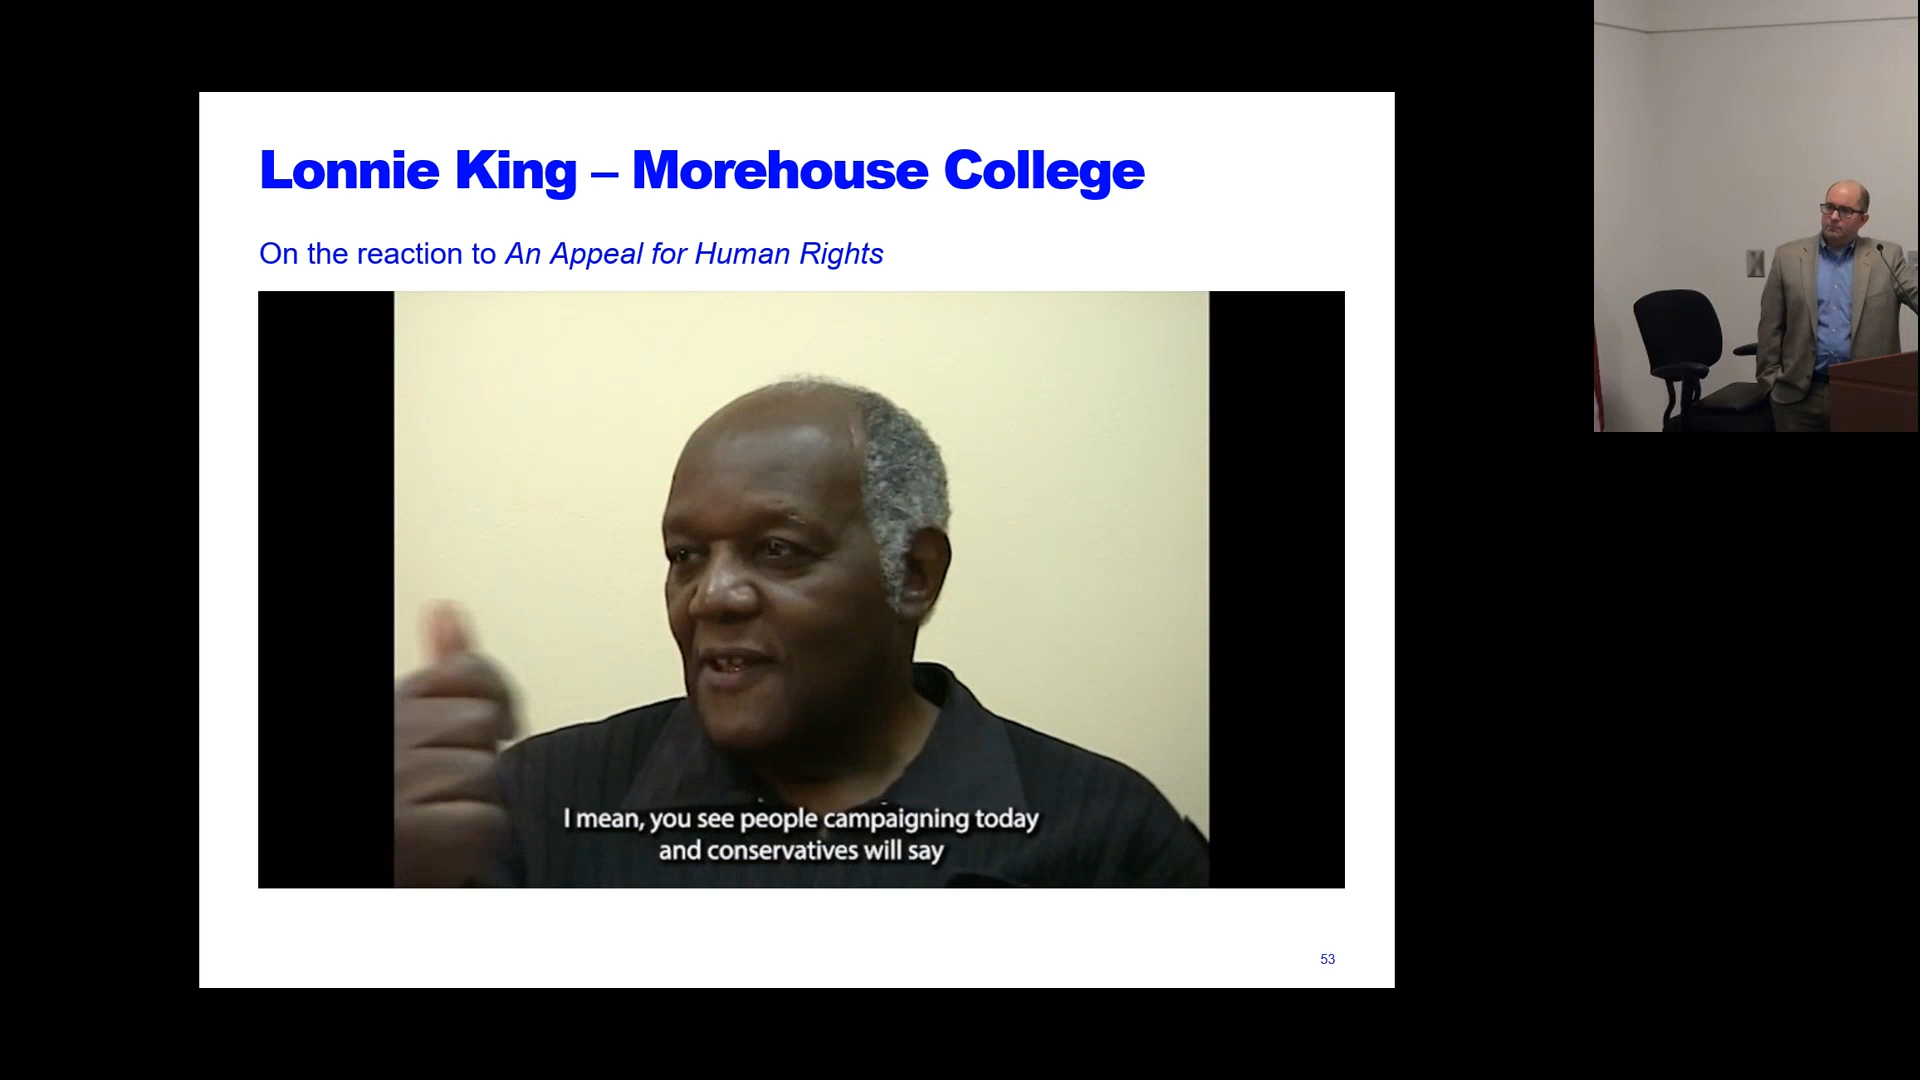 Lonnie King – Morehouse College
On the reaction to An Appeal for Human Rights
I mean, you see people campaigning today
and conservatives will say
53